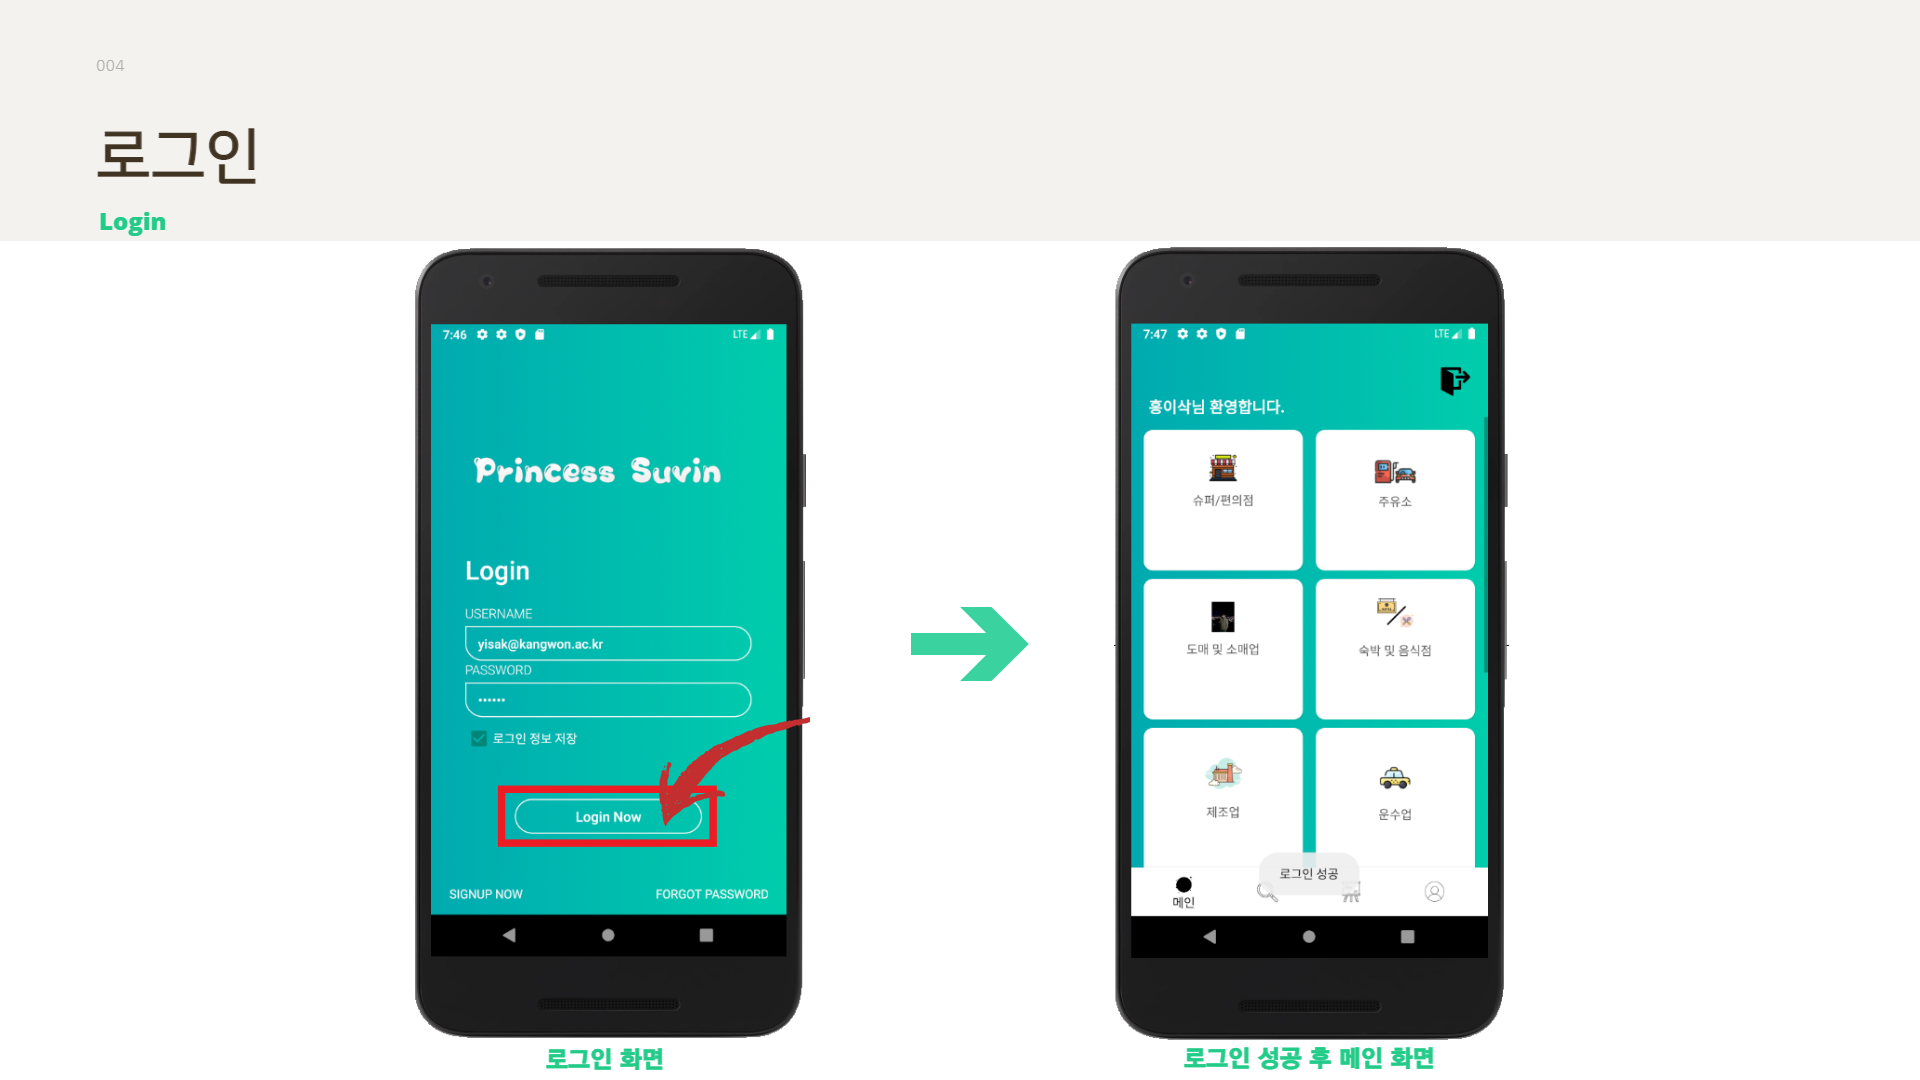 004
로그인
Login
7:46
LTE
Princess Suvin
Login
USERNAME
yisak@kangwon.ac.kr
PASSWORD
••••••
로그인 정보 저장
Login Now
SIGNUP NOW
FORGOT PASSWORD
로그인 화면
7:47
LTE
홍이삭님 환영합니다.
슈퍼/편의점
주유소
도매 및 소매업
숙박 및 음식점
제조업
운수업
로그인 성공
메인
로그인 성공 후 메인 화면